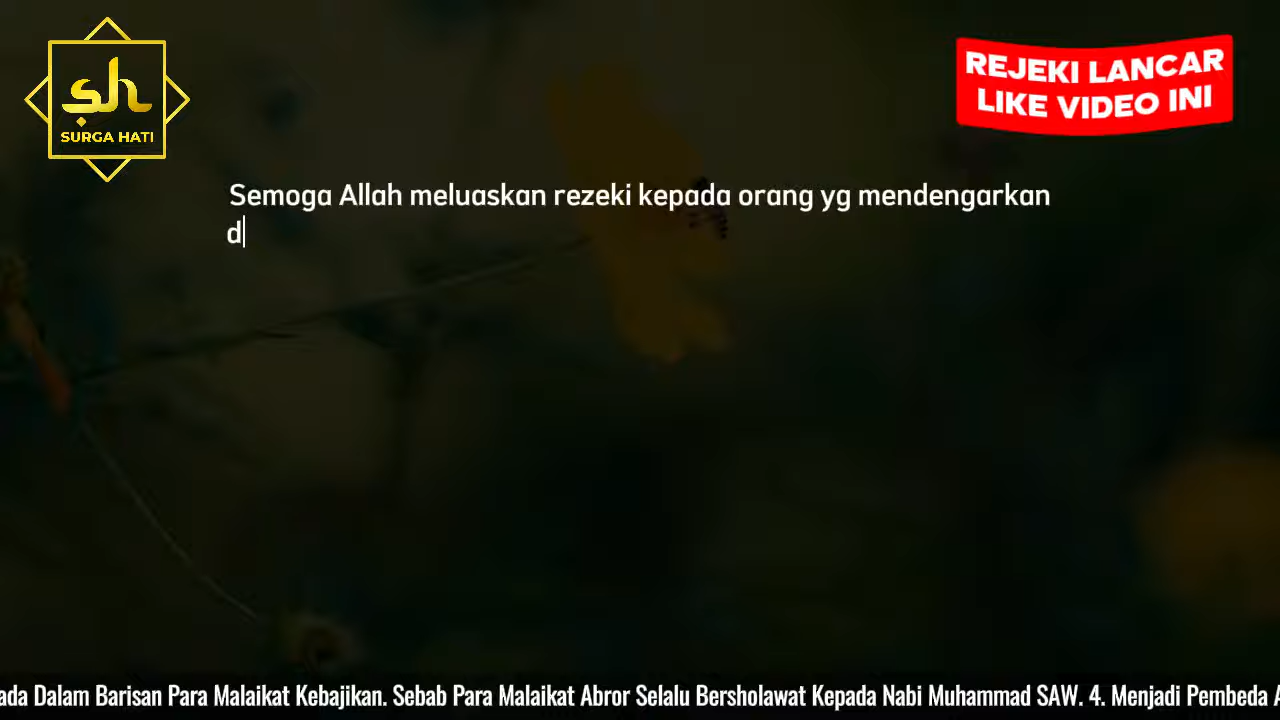 sh
SURGA HATI
REJEKI LANCAR
LIKE VIDEO INI
Semoga Allah meluaskan rezeki kepada orang yg mendengarkan
d
ada Dalam Barisan Para Malaikat Kebajikan. Sebab Para Malaikat Abror Selalu Bersholawat Kepada Nabi Muhammad SAW. 4. Menjadi Pembeda A